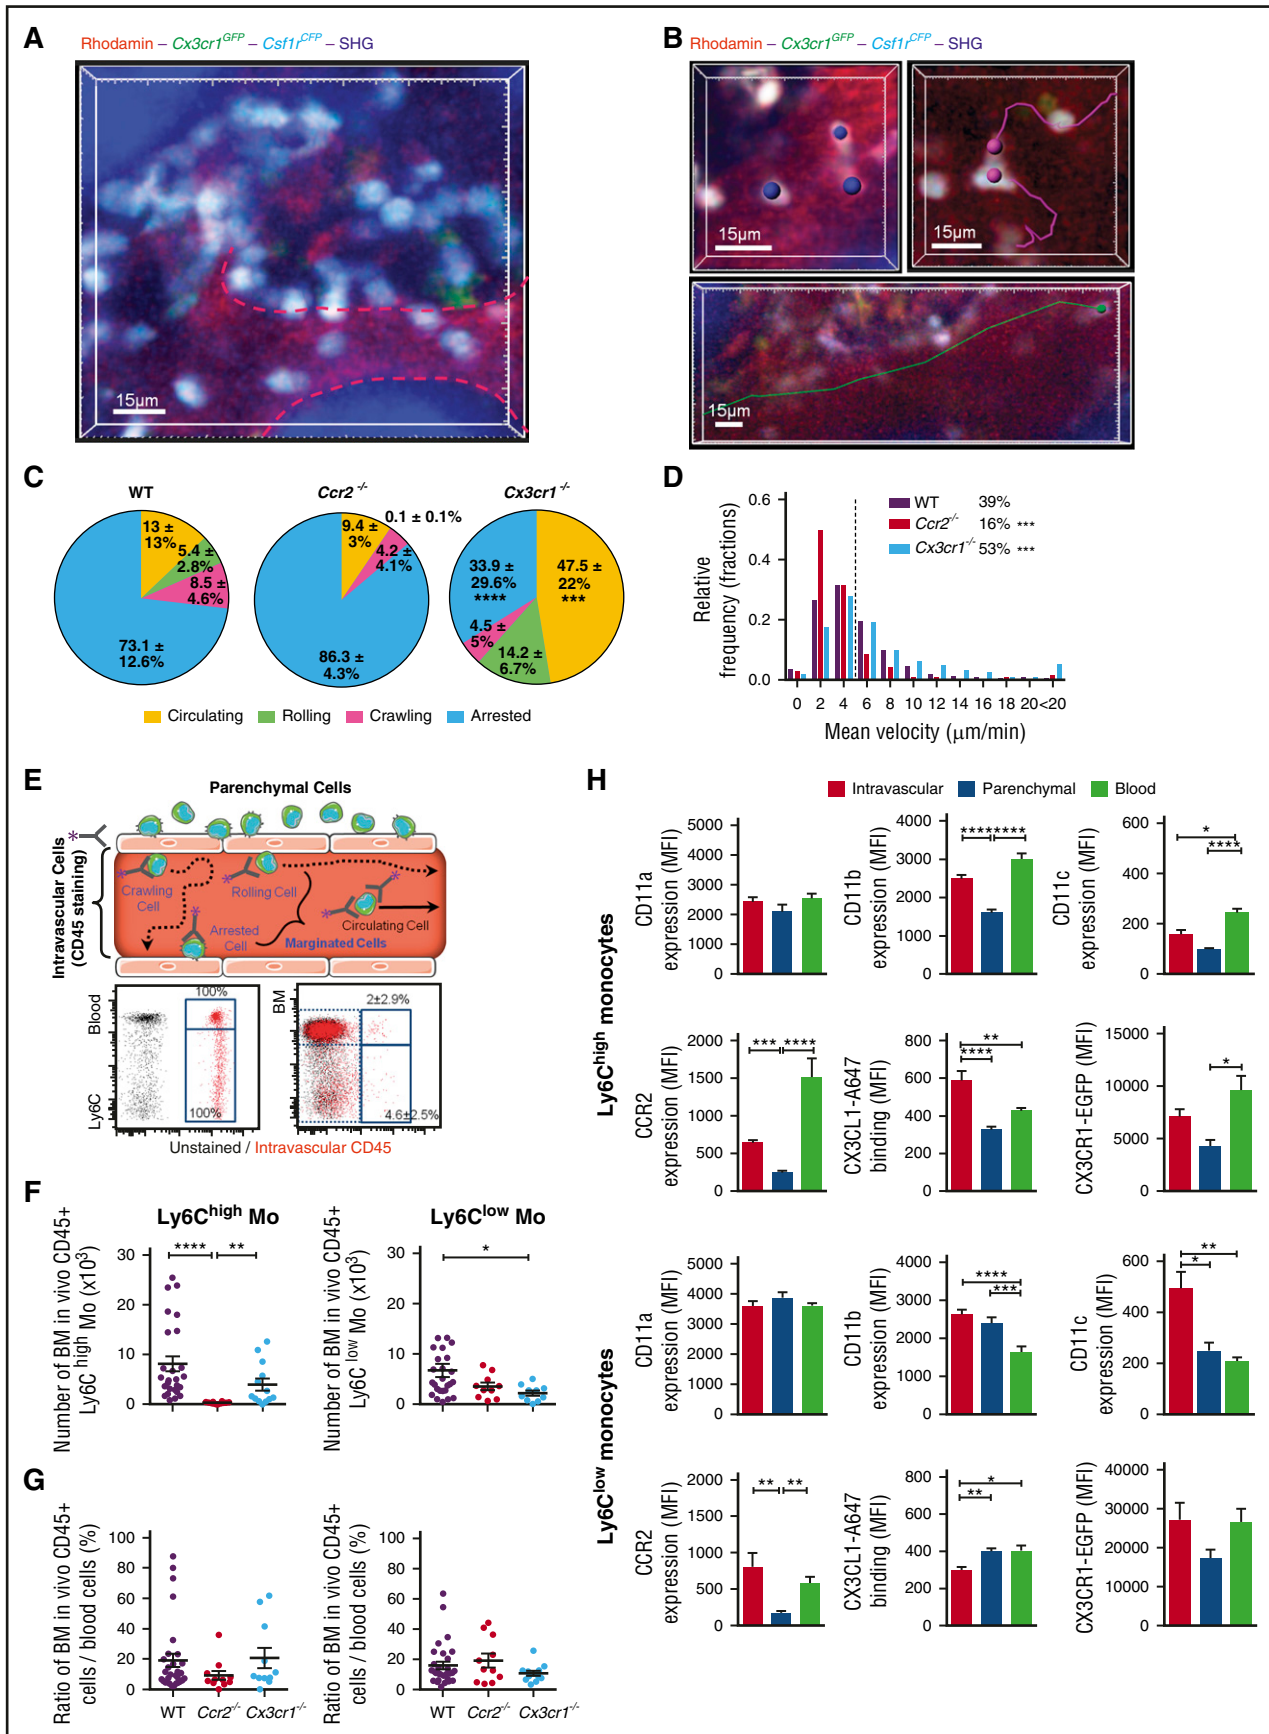 A
Rhodamin – Cx3cr1GFP – Csf1rCFP – SHG
15µm
B
Rhodamin – Cx3cr1GFP – Csf1rCFP – SHG
15µm
15µm
15µm
C
WT
13 ±
13%
5.4 ±
2.8%
8.5 ±
4.6%
73.1 ±
12.6%
Ccr2 -/-
9.4 ±
3%
0.1 ± 0.1%
4.2 ±
4.1%
86.3 ±
4.3%
Cx3cr1-/-
33.9 ±
29.6%
****
47.5 ±
22%
***
4.5 ±
5%
14.2 ±
6.7%
Circulating
Rolling
Crawling
Arrested
D
Relative
frequency (fractions)
0.6
0.4
0.2
0.0
WT 39%
Ccr2-/- 16% ***
Cx3cr1-/- 53% ***
0 2 4 6 8 10 12 14 16 18 20 <20
Mean velocity (µm/min)
E
Parenchymal Cells
Intravascular Cells
(CD45 staining)
Crawling
Cell
Rolling Cell
Circulating Cell
Arrested
Cell
Marginated Cells
Blood
Ly6C
100%
100%
BM
2±2.9%
4.6±2.5%
Unstained / Intravascular CD45
F
Ly6Chigh Mo
Number of BM in vivo CD45+
Ly6C high Mo (x10³)
30
20
10
0
**** **
Ly6Clow Mo
Number of BM in vivo CD45+
Ly6C low Mo (x10³)
30
20
10
0
*
G
Ratio of BM in vivo CD45+
cells / blood cells (%)
100
80
60
40
20
0
WT Ccr2-/- Cx3cr1-/-
Ratio of BM in vivo CD45+
cells / blood cells (%)
100
80
60
40
20
0
WT Ccr2-/- Cx3cr1-/-
H
Intravascular
Parenchymal
Blood
Ly6Chigh monocytes
CD11a
expression (MFI)
5000
4000
3000
2000
1000
0
CD11b
expression (MFI)
4000
3000
2000
1000
0
**** ****
CD11c
expression (MFI)
600
400
200
0
*
****
CCR2
expression (MFI)
2000
1500
1000
500
0
*** ****
CX3CL1-A647
binding (MFI)
800
600
400
200
0
**
****
CX3CR1-EGFP (MFI)
15000
10000
5000
0
*
Ly6Clow monocytes
CD11a
expression (MFI)
5000
4000
3000
2000
1000
0
CD11b
expression (MFI)
4000
3000
2000
1000
0
****
***
CD11c
expression (MFI)
600
400
200
0
**
*
CCR2
expression (MFI)
2000
1500
1000
500
0
** **
CX3CL1-A647
binding (MFI)
800
600
400
200
0
*
**
CX3CR1-EGFP (MFI)
40000
30000
20000
10000
0